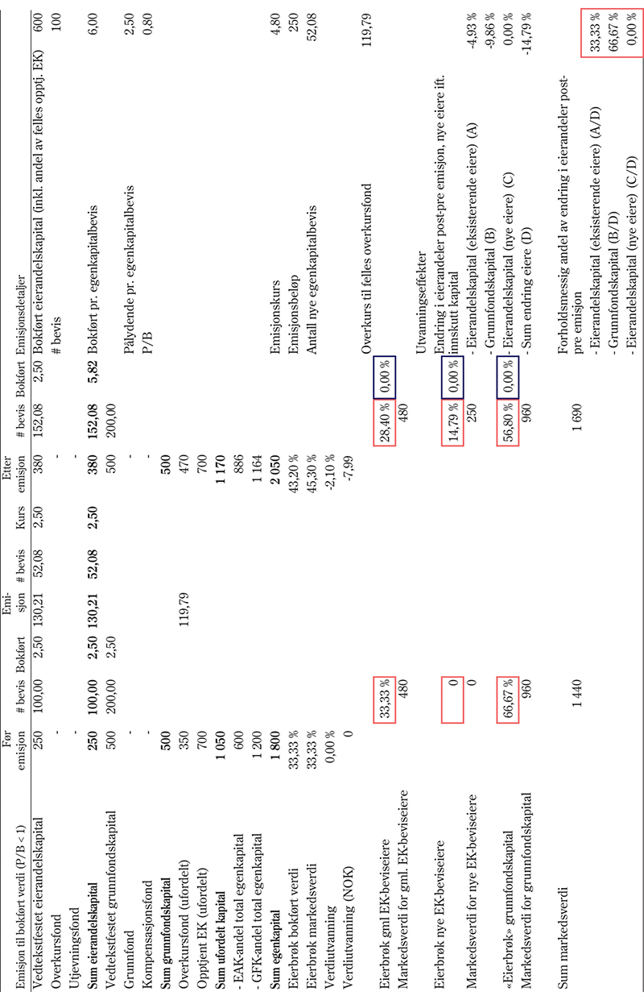 Emisjon til bokført verdi (P/B < 1) Før emisjon # bevis Bokført Emi-sjon # bevis Kurs Etter emisjon # bevis Bokført Emisjonsdetaljer
Vedtekstfestet eierandelskapital 250 100,00 2,50 130,21 52,08 2,50 380 152,08 2,50 Bokført eierandelskapital (inkl. andel av felles opptj. EK) 600
Overkursfond - - # bevis 100
Utjevningsfond - -
Sum eierandelskapital 250 100,00 2,50 130,21 52,08 2,50 380 152,08 5,82 Bokført pr. egenkapitalbevis 6,00
Vedtekstfestet grunnfondskapital 500 200,00 2,50 500 200,00
Grunnfond - - Pålydende pr. egenkapitalbevis 2,50
Kompensasjonsfond - - P/B 0,80
Sum grunnfondskapital 500 500
Overkursfond (ufordelt) 350 119,79 470
Opptjent EK (ufordelt) 700 700
Sum ufordelt kapital 1 050 1 170
- EAK-andel total egenkapital 600 886
- GFK-andel total egenkapital 1 200 1 164
Sum egenkapital 1 800 2 050 Emisjonskurs 4,80
Eierbrøk bokført verdi 33,33 % 43,20 % Emisjonsbeløp 250
Eierbrøk markedsverdi 33,33 % 45,30 % Antall nye egenkapitalbevis 52,08
Verdiutvanning 0,00 % -2,10 %
Verdiutvanning (NOK) 0 -7,99
Overkurs til felles overkursfond 119,79
Eierbrøk gml EK-beviseiere 33,33 % 28,40 % 0,00 %
Markedsverdi for gml. EK-beviseiere 480 480
Utvanningseffekter
Eierbrøk nye EK-beviseiere 0 14,79 % 0,00 % Endring i eierandeler post-pre emisjon, nye eiere ift.
innskutt kapital
Markedsverdi for nye EK-beviseiere 0 250 - Eierandelskapital (eksisterende eiere) (A) -4,93 %
- Grunnfondskapital (B) -9,86 %
«Eierbrøk» grunnfondskapital 66,67 % 56,80 % 0,00 % - Eierandelskapital (nye eiere) (C) 0,00 %
Markedsverdi for grunnfondskapital 960 960 - Sum endring eiere (D) -14,79 %
Sum markedsverdi 1 440 1 690 Forholdsmessig andel av endring i eierandeler post-
pre emisjon
- Eierandelskapital (eksisterende eiere) (A/D) 33,33 %
- Grunnfondskapital (B/D) 66,67 %
- Eierandelskapital (nye eiere) (C/D) 0,00 %